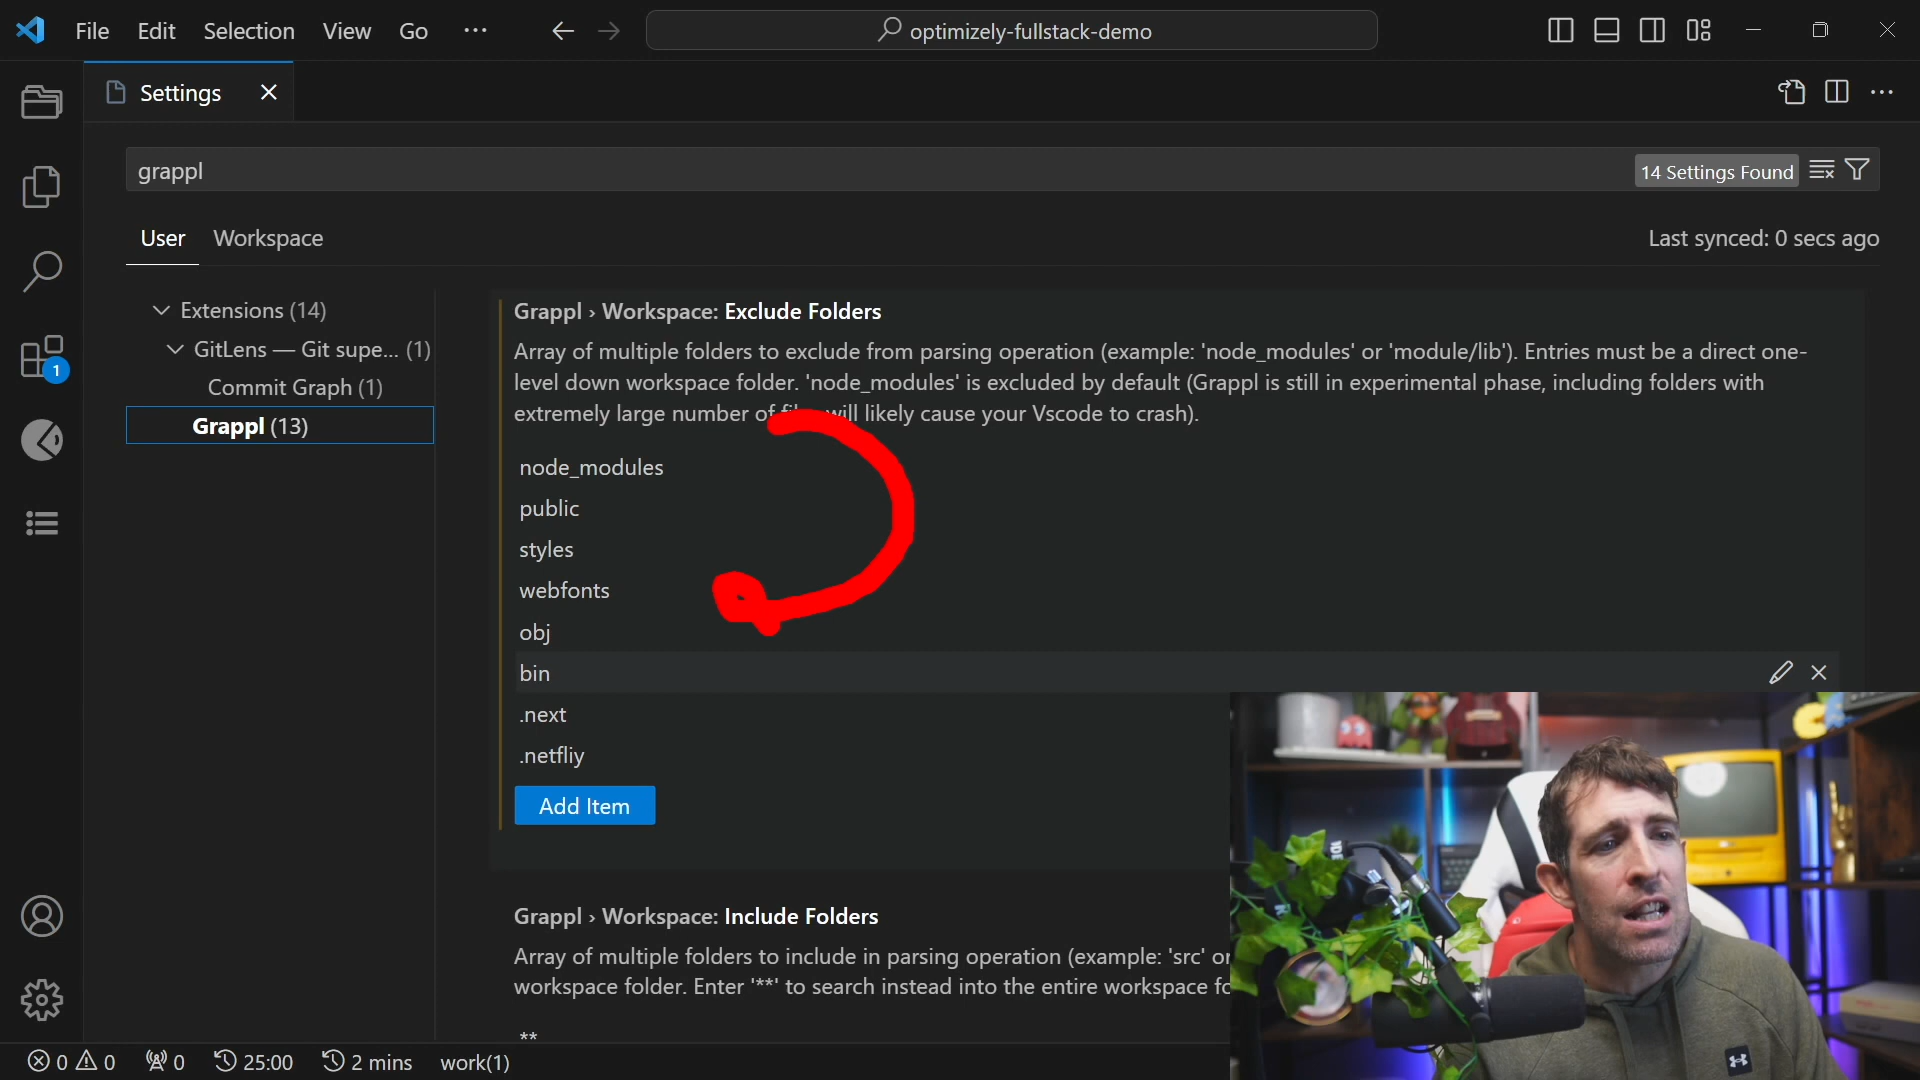 File Edit Selection View Go ··· optimizely-fullstack-demo
Settings
grappl 14 Settings Found
User Workspace Last synced: 0 secs ago
Extensions (14)
GitLens — Git supe... (1)
Commit Graph (1)
Grappl (13)
1
Grappl › Workspace: Exclude Folders
Array of multiple folders to exclude from parsing operation (example: 'node_modules' or 'module/lib'). Entries must be a direct one-
level down workspace folder. 'node_modules' is excluded by default (Grappl is still in experimental phase, including folders with
extremely large number of will likely cause your Vscode to crash).
node_modules
public
styles
webfonts
obj
bin
.next
.netfliy
Add Item
Grappl › Workspace: Include Folders
Array of multiple folders to include in parsing operation (example: 'src' or
workspace folder. Enter '**' to search instead into the entire workspace fo
**
0 0 0 25:00 2 mins work(1)